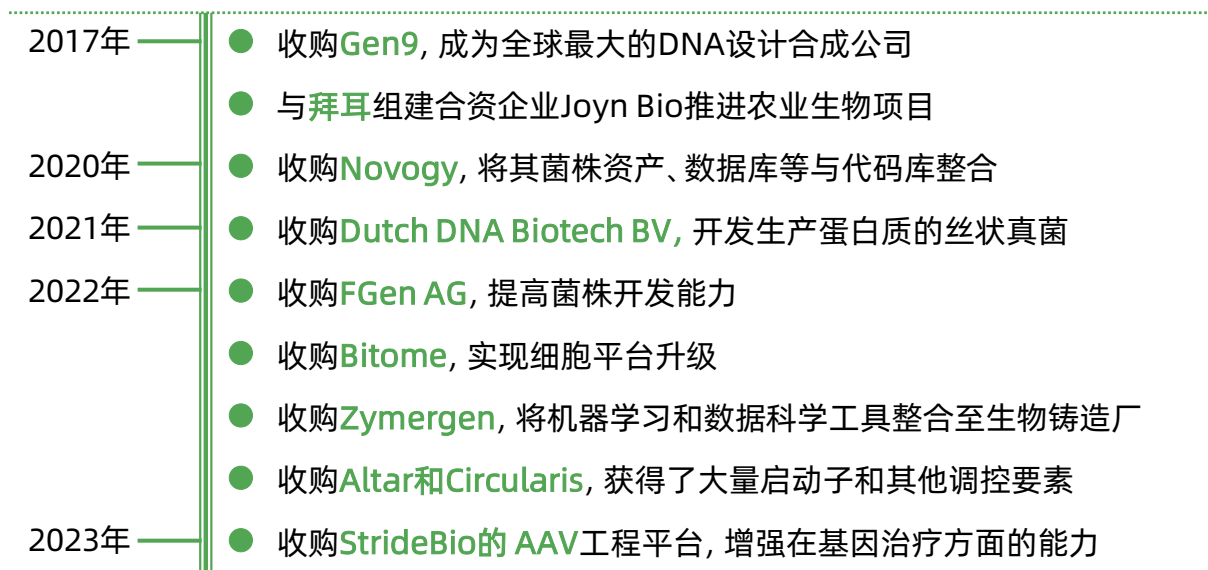 2017年 收购Gen9, 成为全球最大的DNA设计合成公司
与拜耳组建合资企业Joyn Bio推进农业生物项目
2020年 收购Novogy, 将其菌株资产、数据库等与代码库整合
2021年 收购Dutch DNA Biotech BV, 开发生产蛋白质的丝状真菌
2022年 收购FGen AG, 提高菌株开发能力
收购Bitome, 实现细胞平台升级
收购Zymergen, 将机器学习和数据科学工具整合至生物铸造厂
收购Altar和Circularis, 获得了大量启动子和其他调控要素
2023年 收购StrideBio的 AAV工程平台, 增强在基因治疗方面的能力